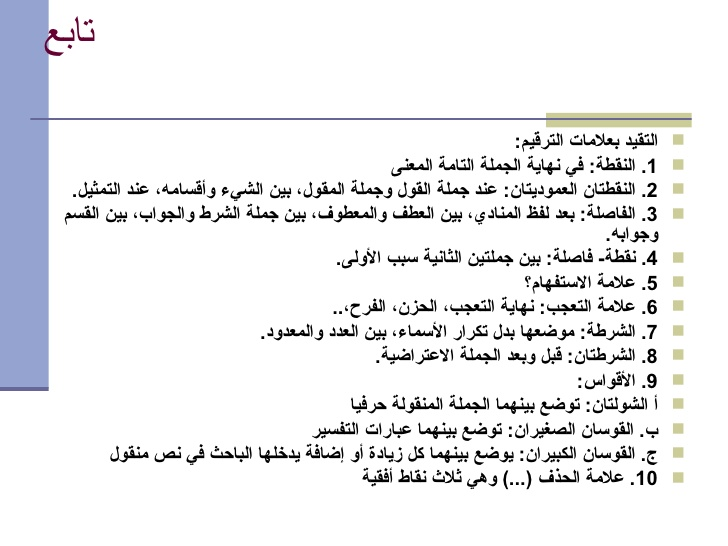 تابع
التقيد بعلامات الترقيم:
1. النقطة: في نهاية الجملة التامة المعنى
2. النقطتان العموديتان: عند جملة القول وجملة المقول، بين الشيء وأقسامه، عند التمثيل.
3. الفاصلة: بعد لفظ المنادي، بين العطف والمعطوف، بين جملة الشرط والجواب، بين القسم
وجوابه.
4. نقطة- فاصلة: بين جملتين الثانية سبب الأولى.
5. علامة الاستفهام؟
6. علامة التعجب: نهاية التعجب، الحزن، الفرح،..
7. الشرطة: موضعها بدل تكرار الأسماء، بين العدد والمعدود.
8. الشرطتان: قبل وبعد الجملة الاعتراضية.
9. الأقواس:
أ الشولتان: توضع بينهما الجملة المنقولة حرفيا
ب. القوسان الصغيران: توضع بينهما عبارات التفسير
ج. القوسان الكبيران: يوضع بينهما كل زيادة أو إضافة يدخلها الباحث في نص منقول
10. علامة الحذف (...) وهي ثلاث نقاط أفقية